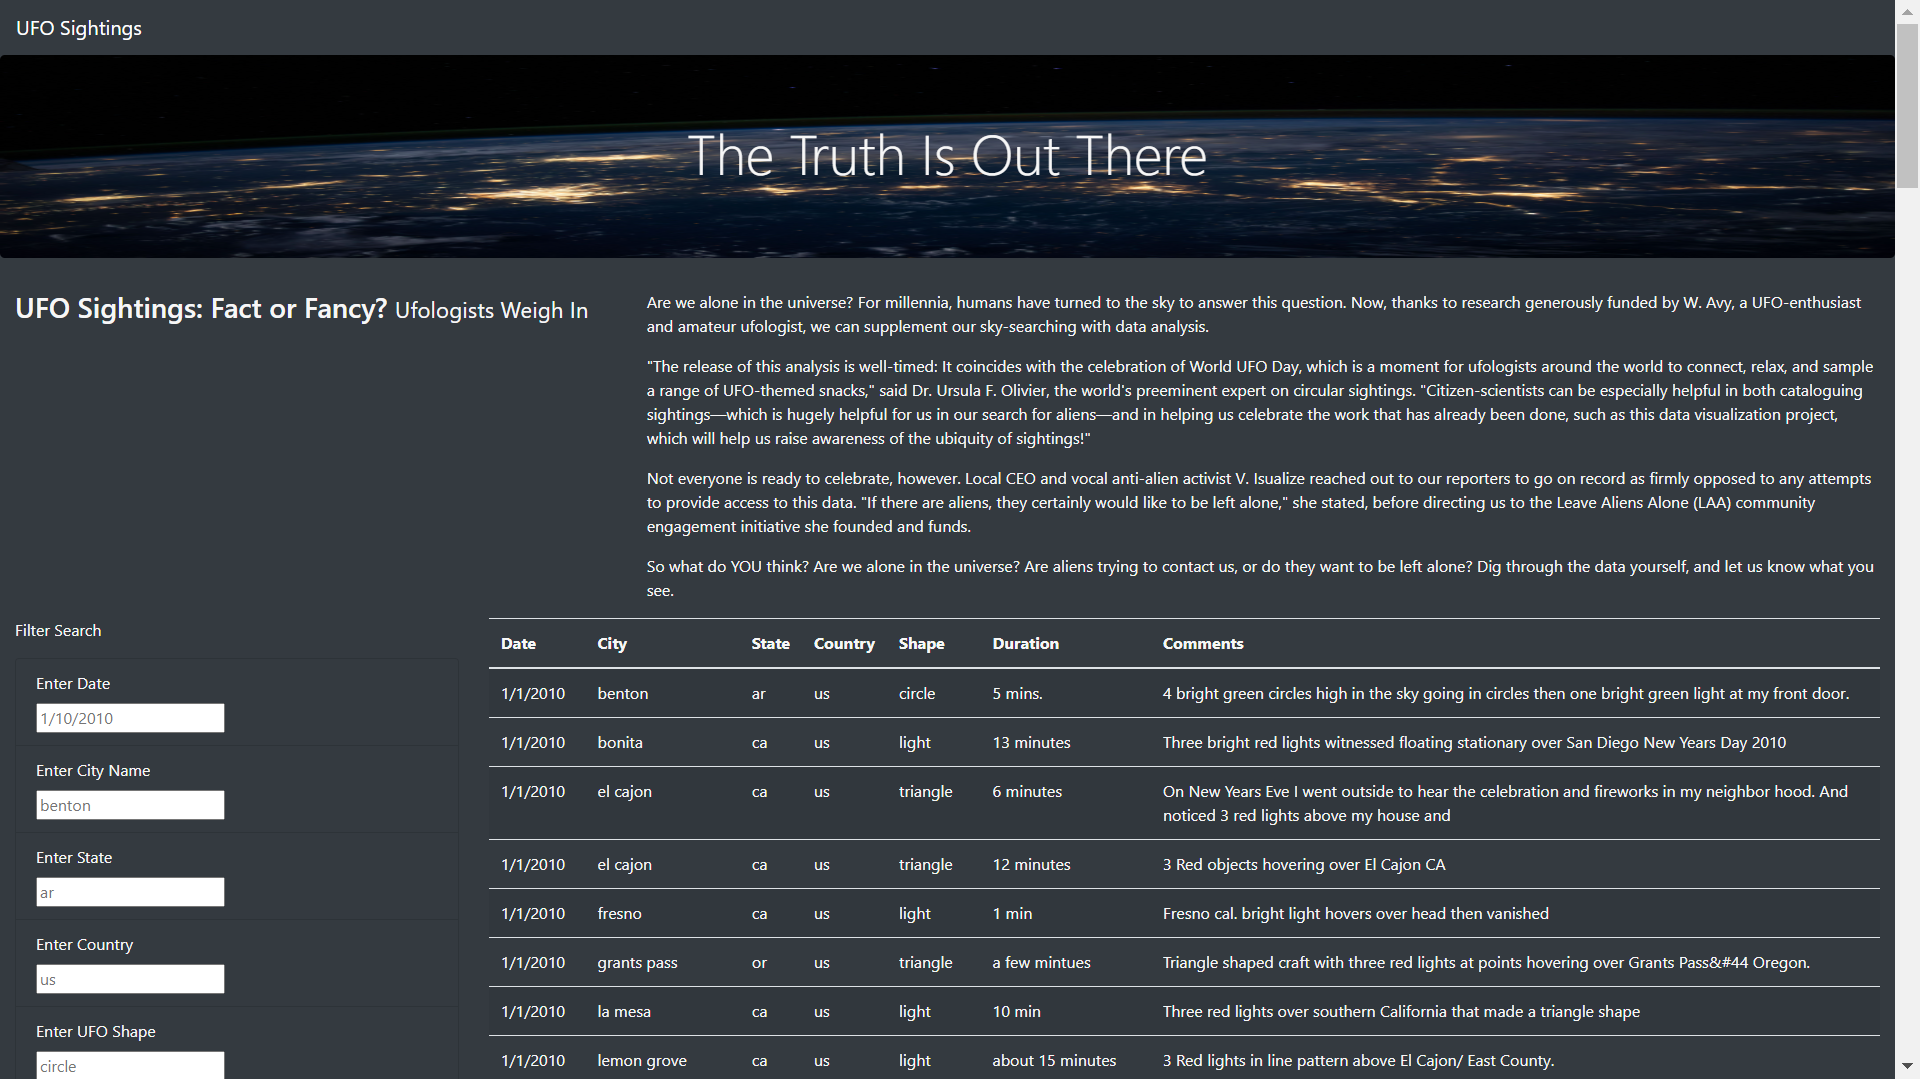 UFO Sightings
The Truth Is Out There
UFO Sightings: Fact or Fancy? Ufologists Weigh In
Are we alone in the universe? For millennia, humans have turned to the sky to answer this question. Now, thanks to research generously funded by W. Avy, a UFO-enthusiast
and amateur ufologist, we can supplement our sky-searching with data analysis.
"The release of this analysis is well-timed: It coincides with the celebration of World UFO Day, which is a moment for ufologists around the world to connect, relax, and sample
a range of UFO-themed snacks," said Dr. Ursula F. Olivier, the world's preeminent expert on circular sightings. "Citizen-scientists can be especially helpful in both cataloguing
sightings—which is hugely helpful for us in our search for aliens—and in helping us celebrate the work that has already been done, such as this data visualization project,
which will help us raise awareness of the ubiquity of sightings!"
Not everyone is ready to celebrate, however. Local CEO and vocal anti-alien activist V. Isualize reached out to our reporters to go on record as firmly opposed to any attempts
to provide access to this data. "If there are aliens, they certainly would like to be left alone," she stated, before directing us to the Leave Aliens Alone (LAA) community
engagement initiative she founded and funds.
So what do YOU think? Are we alone in the universe? Are aliens trying to contact us, or do they want to be left alone? Dig through the data yourself, and let us know what you
see.
Filter Search
Enter Date
1/10/2010
Enter City Name
benton
Enter State
ar
Enter Country
us
Enter UFO Shape
circle
Date City State Country Shape Duration Comments
1/1/2010 benton ar us circle 5 mins. 4 bright green circles high in the sky going in circles then one bright green light at my front door.
1/1/2010 bonita ca us light 13 minutes Three bright red lights witnessed floating stationary over San Diego New Years Day 2010
1/1/2010 el cajon ca us triangle 6 minutes On New Years Eve I went outside to hear the celebration and fireworks in my neighbor hood. And
noticed 3 red lights above my house and
1/1/2010 el cajon ca us triangle 12 minutes 3 Red objects hovering over El Cajon CA
1/1/2010 fresno ca us light 1 min Fresno cal. bright light hovers over head then vanished
1/1/2010 grants pass or us triangle a few mintues Triangle shaped craft with three red lights at points hovering over Grants Pass&#44 Oregon.
1/1/2010 la mesa ca us light 10 min Three red lights over southern California that made a triangle shape
1/1/2010 lemon grove ca us light about 15 minutes 3 Red lights in line pattern above El Cajon/ East County.